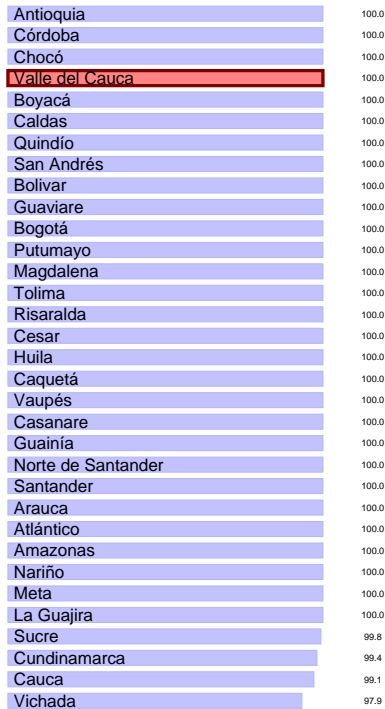 Antioquia 100.0
Córdoba 100.0
Chocó 100.0
Valle del Cauca 100.0
Boyacá 100.0
Caldas 100.0
Quindío 100.0
San Andrés 100.0
Bolivar 100.0
Guaviare 100.0
Bogotá 100.0
Putumayo 100.0
Magdalena 100.0
Tolima 100.0
Risaralda 100.0
Cesar 100.0
Huila 100.0
Caquetá 100.0
Vaupés 100.0
Casanare 100.0
Guainía 100.0
Norte de Santander 100.0
Santander 100.0
Arauca 100.0
Atlántico 100.0
Amazonas 100.0
Nariño 100.0
Meta 100.0
La Guajira 100.0
Sucre 99.8
Cundinamarca 99.4
Cauca 99.1
Vichada 97.9